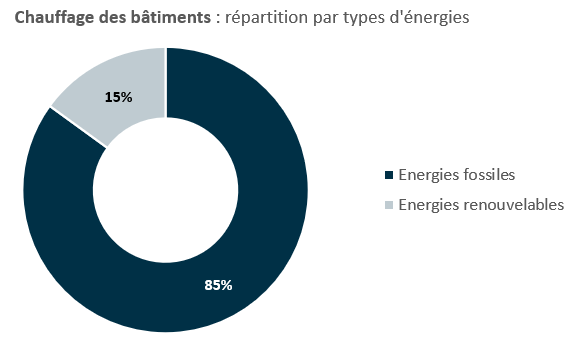 Chauffage des bâtiments : répartition par types d'énergies
15%
Energies fossiles
Energies renouvelables
85%